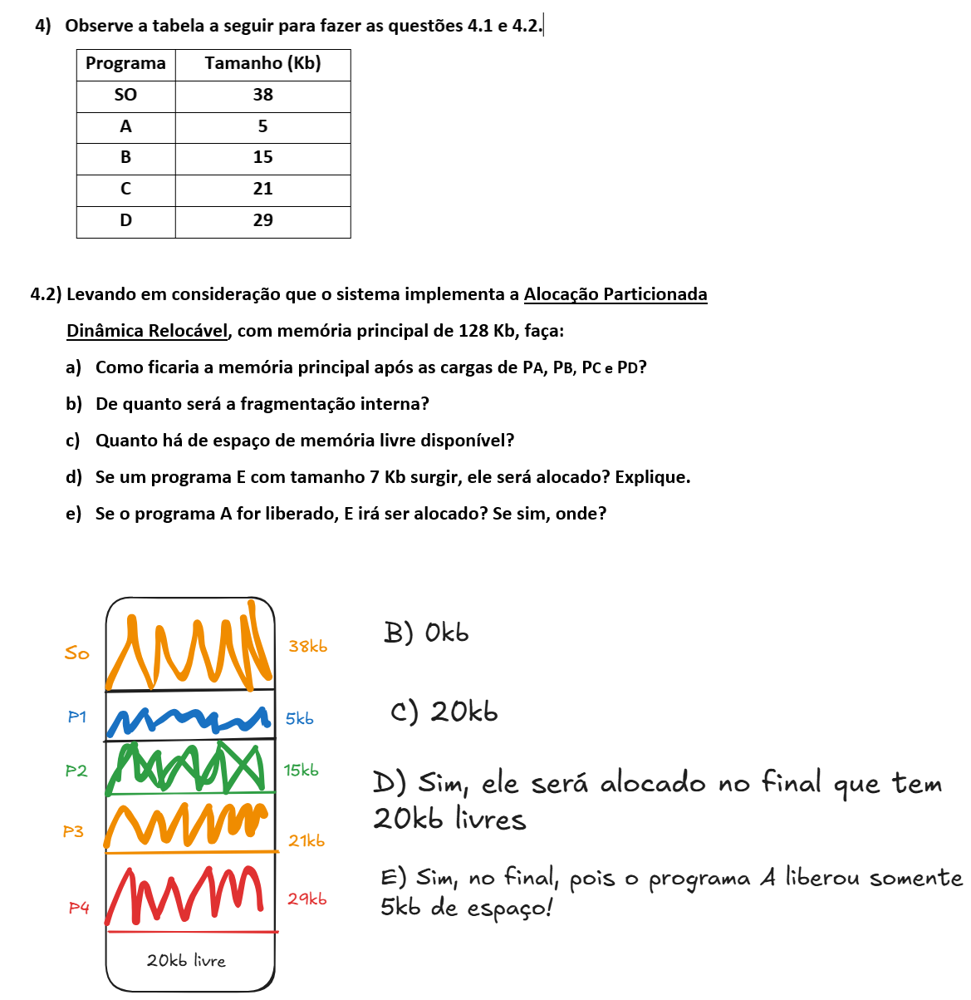 4) Observe a tabela a seguir para fazer as questões 4.1 e 4.2.
Programa Tamanho (Kb)
SO 38
A 5
B 15
C 21
D 29
4.2) Levando em consideração que o sistema implementa a Alocação Particionada
Dinâmica Relocável, com memória principal de 128 Kb, faça:
a) Como ficaria a memória principal após as cargas de PA, PB, PC e PD?
b) De quanto será a fragmentação interna?
c) Quanto há de espaço de memória livre disponível?
d) Se um programa E com tamanho 7 Kb surgir, ele será alocado? Explique.
e) Se o programa A for liberado, E irá ser alocado? Se sim, onde?
So 38kb
P1 5kb
P2 15kb
P3 21kb
P4 29kb
20kb livre
B) 0kb
C) 20kb
D) Sim, ele será alocado no final que tem
20kb livres
E) Sim, no final, pois o programa A liberou somente
5kb de espaço!